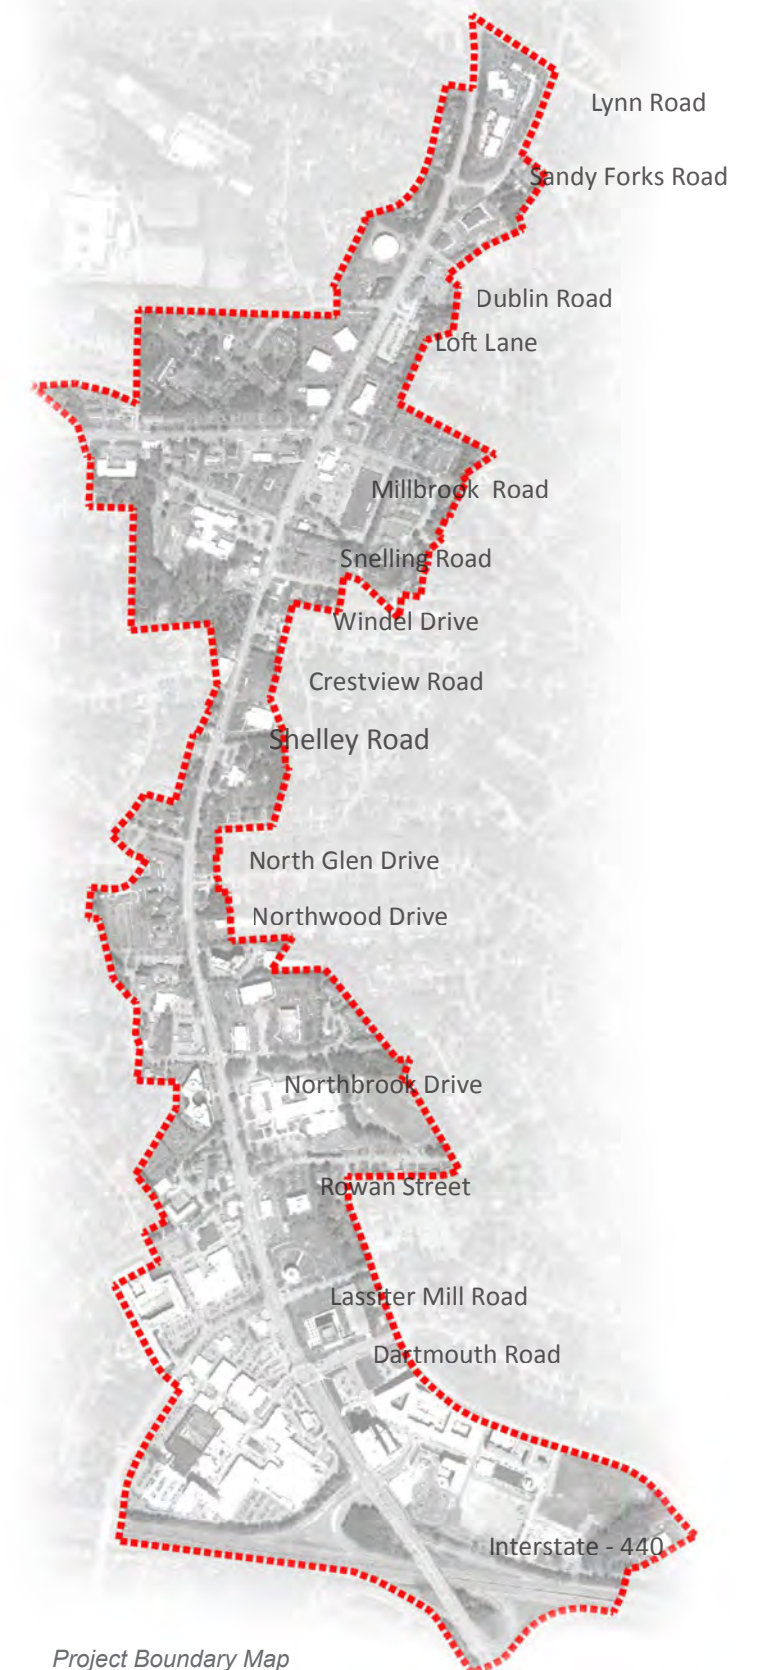 Lynn Road
Sandy Forks Road
Dublin Road
Loft Lane
Millbrook Road
Snelling Road
Windel Drive
Crestview Road
Shelley Road
North Glen Drive
Northwood Drive
Northbrook Drive
Rowan Street
Lassiter Mill Road
Dartmouth Road
Interstate - 440
Project Boundary Map